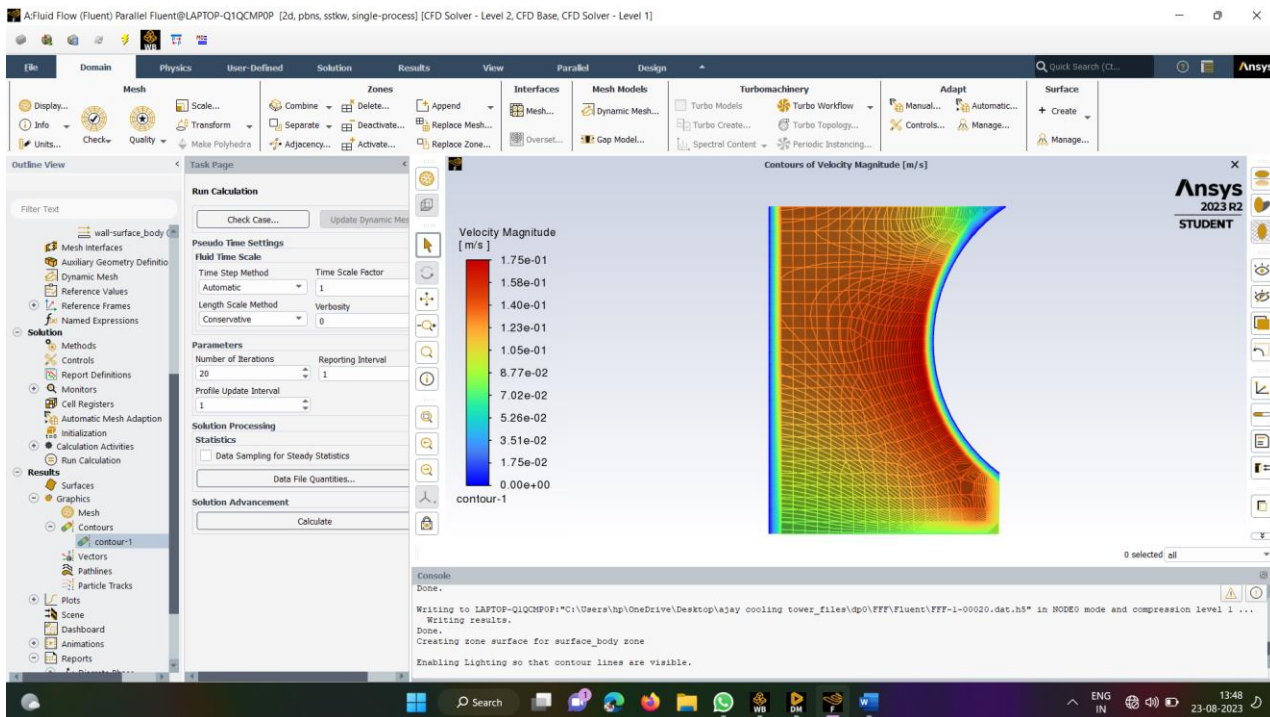 A:Fluid Flow (Fluent) Parallel Fluent@LAPTOP-Q1QCMP0P [2d, pbns, sstkw, single-process] [CFD Solver - Level 2, CFD Base, CFD Solver - Level 1]
File Domain Physics User-Defined Solution Results View Parallel Design Quick Search (Ct... Ansys
Mesh Zones Interfaces Mesh Models Turbomachinery Adapt Surface
Display... Scale... Combine Delete... Append Mesh... Dynamic Mesh... Turbo Models Turbo Workflow Manual... Automatic... + Create
Info Transform Separate Deactivate... Replace Mesh... Turbo Create... Turbo Topology... Controls... Manage...
Units... Check Quality Make Polyhedra Adjacency... Activate... Replace Zone... Overset... Gap Model... Spectral Content Periodic Instancing... Manage...
Outline View
Filter Text
wall-surface_body
Mesh Interfaces
Auxiliary Geometry Definitio
Dynamic Mesh
Reference Values
Reference Frames
Named Expressions
Solution
Methods
Controls
Report Definitions
Monitors
Cell Registers
Automatic Mesh Adaption
Initialization
Calculation Activities
Run Calculation
Results
Surfaces
Graphics
Mesh
Contours
contour-1
Vectors
Pathlines
Particle Tracks
Plots
Scene
Dashboard
Animations
Reports
Task Page
Run Calculation
Check Case... Update Dynamic Mes
Pseudo Time Settings
Fluid Time Scale
Time Step Method Time Scale Factor
Automatic 1
Length Scale Method Verbosity
Conservative 0
Parameters
Number of Iterations Reporting Interval
20 1
Profile Update Interval
1
Solution Processing
Statistics
Data Sampling for Steady Statistics
Data File Quantities...
Solution Advancement
Calculate
Contours of Velocity Magnitude [m/s]
Ansys
2023 R2
STUDENT
Velocity Magnitude
[ m/s ]
1.75e-01
1.58e-01
1.40e-01
1.23e-01
1.05e-01
8.77e-02
7.02e-02
5.26e-02
3.51e-02
1.75e-02
0.00e+00
contour-1
0 selected all
Console
Done.
Writing to LAPTOP-Q1QCMP0P:"C:\Users\hp\OneDrive\Desktop\ajay cooling tower_files\dp0\FFF\Fluent\FFF-1-00020.dat.h5" in NODE0 mode and compression level 1 ...
Writing results.
Done.
Creating zone surface for surface_body zone
Enabling Lighting so that contour lines are visible.
Search WB DM F ENG
IN
13:48
23-08-2023